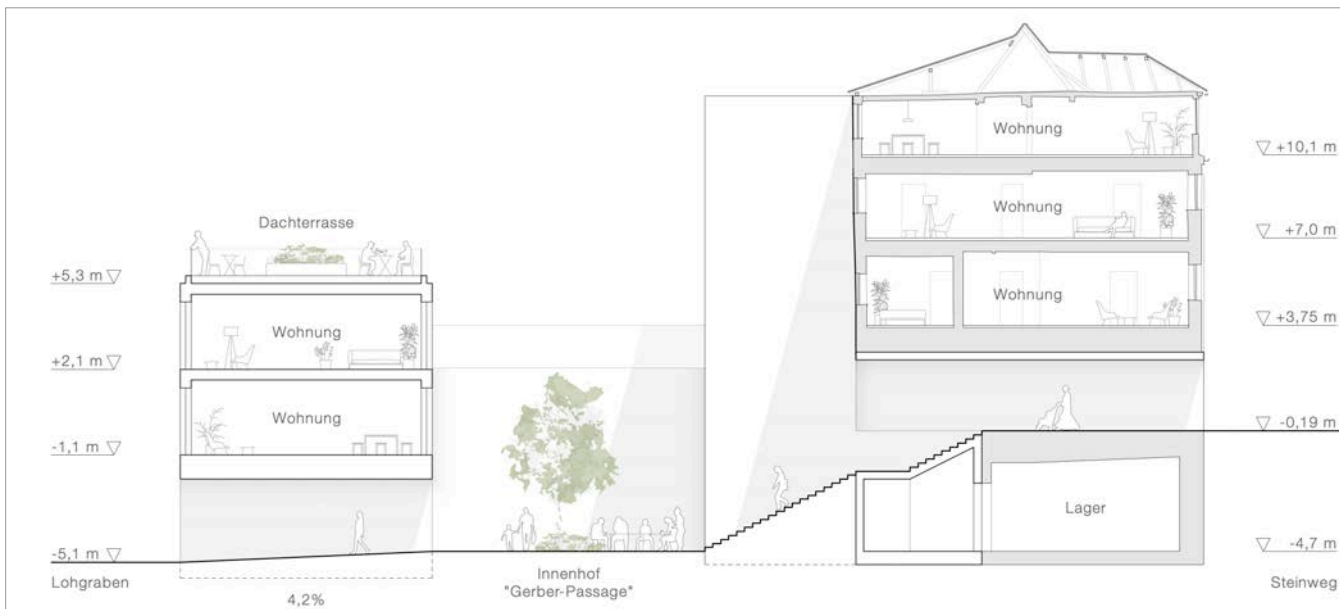 Wohnung
+10,1 m
Wohnung
Dachterrasse
+7,0 m
+5,3 m
Wohnung
Wohnung
+3,75 m
+2,1 m
Wohnung
-0,19 m
-1,1 m
Lager
-5,1 m
-4,7 m
Lohgraben
Innenhof
"Gerber-Passage"
Steinweg
4,2%